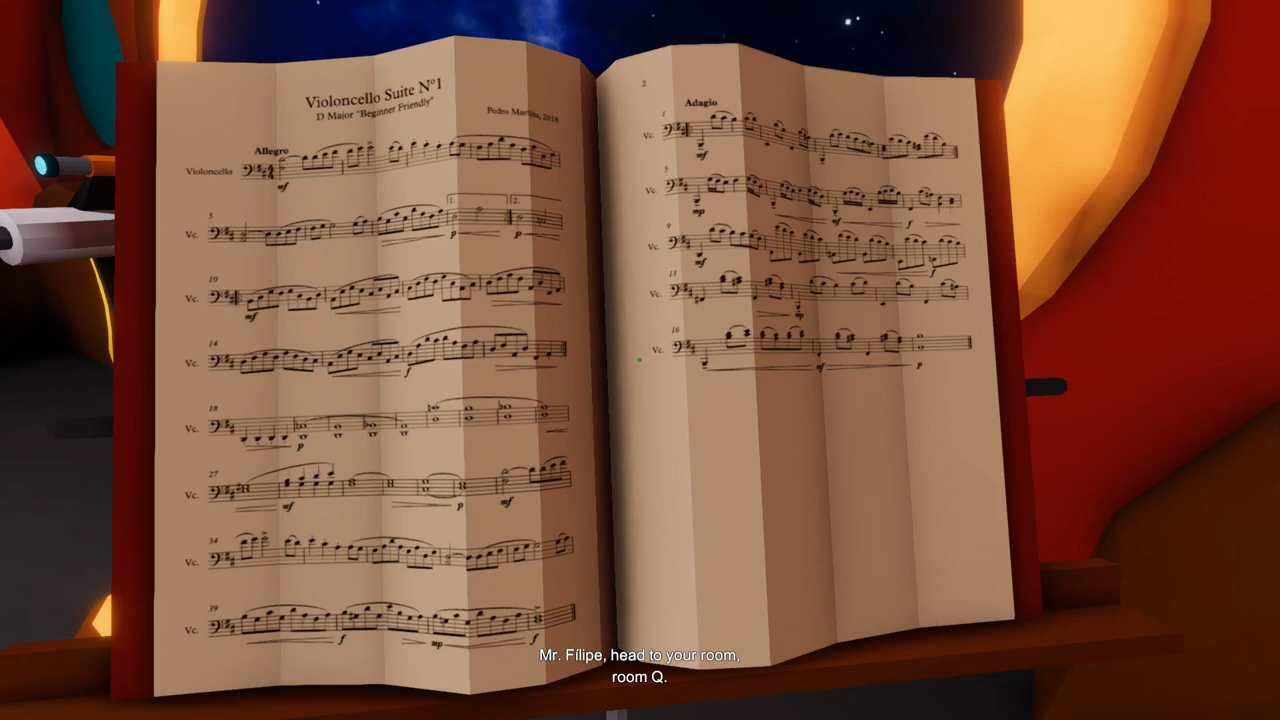 Violoncello Suite Nº1
D Major "Beginner Friendly"
Pedro Martins, 2018
Allegro
Violoncello
mf
5
1.
2.
Vc.
p
p
10
Vc.
mf
14
Vc.
f
18
Vc.
p
27
Vc.
mf
p
mf
34
Vc.
39
Vc.
f
mp
f
2
Adagio
1
Vc.
mf
5
Vc.
mp
mf
f
9
Vc.
mf
f
13
Vc.
mp
16
Vc.
mf
p
Mr. Fílipe, head to your room,
room Q.